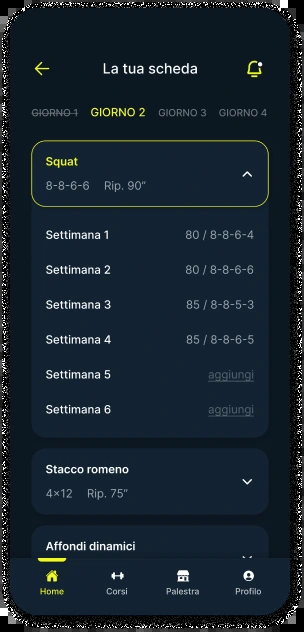 La tua scheda
GIORNO 1 GIORNO 2 GIORNO 3 GIORNO 4
Squat
8-8-6-6 Rip. 90”
Settimana 1 80 / 8-8-6-4
Settimana 2 80 / 8-8-6-6
Settimana 3 85 / 8-8-5-3
Settimana 4 85 / 8-8-6-5
Settimana 5 aggiungi
Settimana 6 aggiungi
Stacco romeno
4×12 Rip. 75”
Affondi dinamici
Home Corsi Palestra Profilo